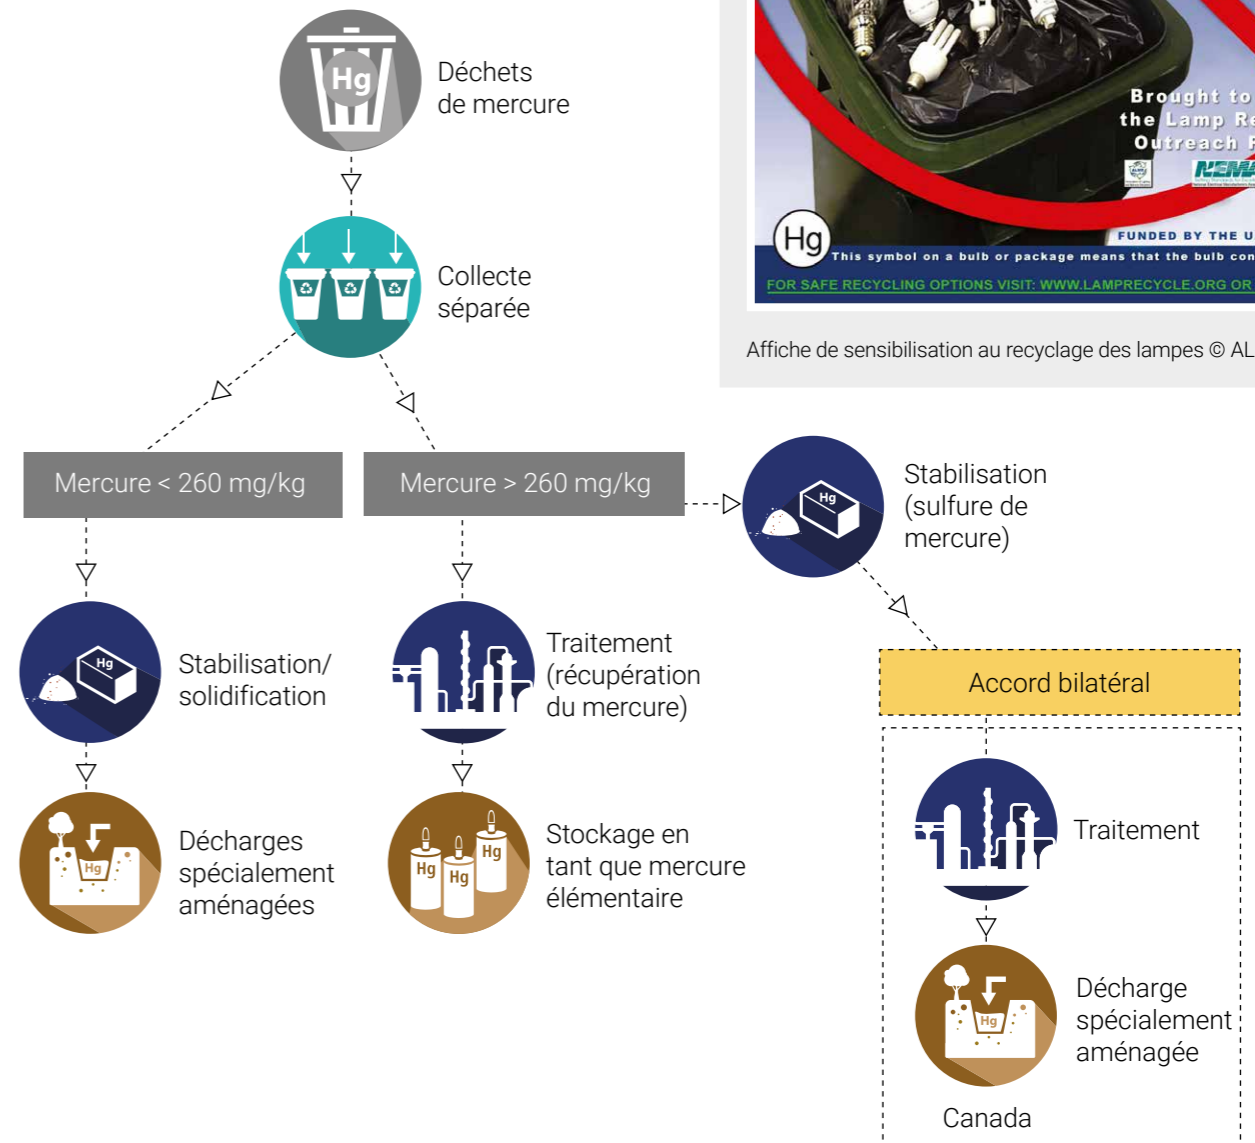 Hg
Déchets
de mercure
Collecte
séparée
Brought to
the Lamp
Outreach
NEMA
Hg
FUNDED BY THE
This symbol on a bulb or package means that the bulb
FOR SAFE RECYCLING OPTIONS VISIT: WWW.LAMPRECYCLE.ORG OR
Affiche de sensibilisation au recyclage des lampes © AL
Mercure < 260 mg/kg
Mercure > 260 mg/kg
Hg
Stabilisation
(sulfure de
mercure)
Hg
Stabilisation/
solidification
Traitement
(récupération
du mercure)
Accord bilatéral
Hg
Décharges
spécialement
aménagées
Hg
Hg
Hg
Stockage en
tant que mercure
élémentaire
Traitement
Hg
Décharge
spécialement
aménagée
Canada